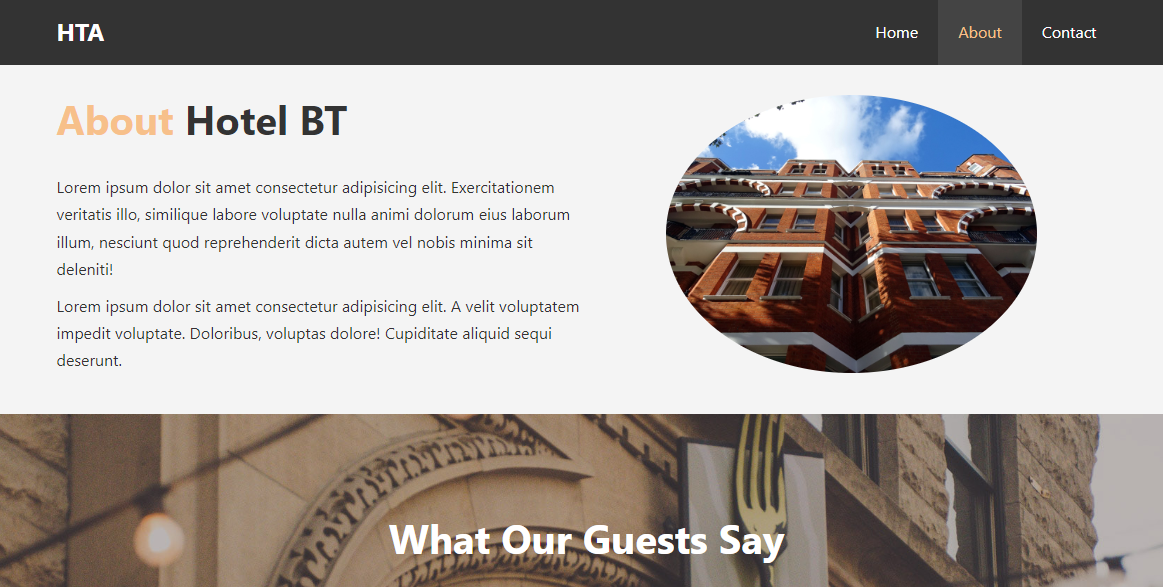 HTA
Home About Contact
About Hotel BT
Lorem ipsum dolor sit amet consectetur adipisicing elit. Exercitationem
veritatis illo, similique labore voluptate nulla animi dolorum eius laborum
illum, nesciunt quod reprehenderit dicta autem vel nobis minima sit
deleniti!
Lorem ipsum dolor sit amet consectetur adipisicing elit. A velit voluptatem
impedit voluptate. Doloribus, voluptas dolore! Cupiditate aliquid sequi
deserunt.
What Our Guests Say